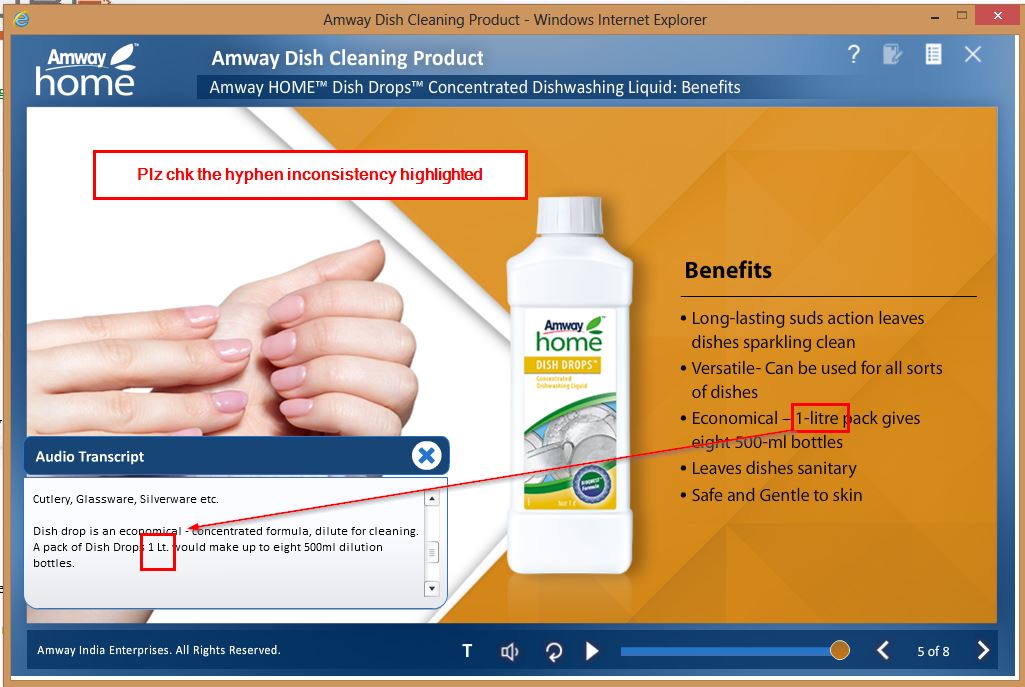 Amway Dish Cleaning Product - Windows Internet Explorer
Amway™
home
Amway Dish Cleaning Product
Amway HOME™ Dish Drops™ Concentrated Dishwashing Liquid: Benefits
?
Plz chk the hyphen inconsistency highlighted
Amway
home™
DISH DROPS™
Concentrated
Dishwashing Liquid
Benefits
• Long-lasting suds action leaves
dishes sparkling clean
• Versatile- Can be used for all sorts
of dishes
• Economical – 1-litre pack gives
eight 500-ml bottles
• Leaves dishes sanitary
• Safe and Gentle to skin
Audio Transcript
Cutlery, Glassware, Silverware etc.
Dish drop is an economical - concentrated formula, dilute for cleaning.
A pack of Dish Drops 1 Lt. would make up to eight 500ml dilution
bottles.
Amway India Enterprises. All Rights Reserved.
T
5 of 8